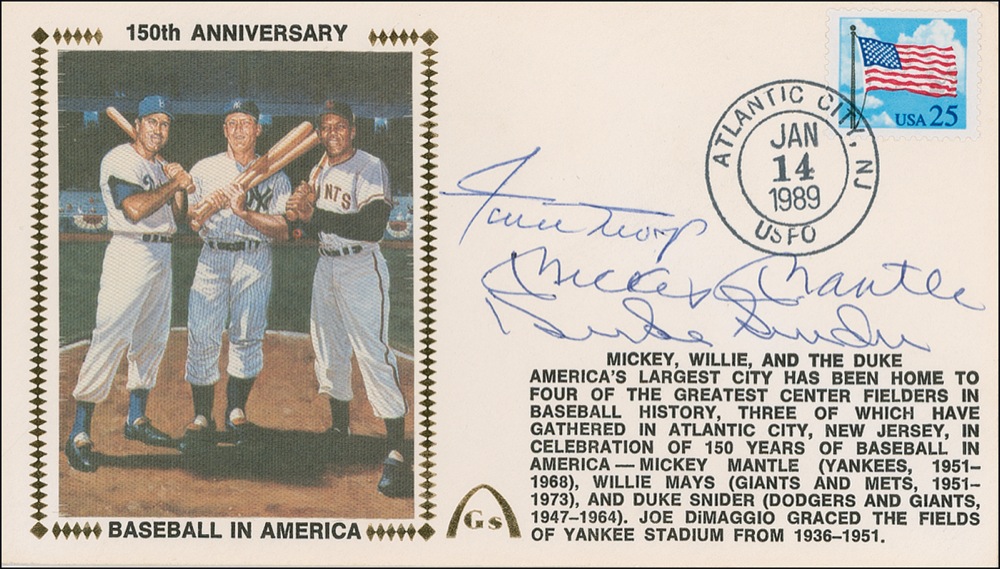 150th ANNIVERSARY
NTS
BASEBALL IN AMERICA
Gs
USA 25
ATLANTIC CITY, NJ
JAN
14
1989
USPO
Willie Mays
Mickey Mantle
Duke Snider
MICKEY, WILLIE, AND THE DUKE
AMERICA'S LARGEST CITY HAS BEEN HOME TO
FOUR OF THE GREATEST CENTER FIELDERS IN
BASEBALL HISTORY, THREE OF WHICH HAVE
GATHERED IN ATLANTIC CITY, NEW JERSEY, IN
CELEBRATION OF 150 YEARS OF BASEBALL IN
AMERICA — MICKEY MANTLE (YANKEES, 1951–
1968), WILLIE MAYS (GIANTS AND METS, 1951–
1973), AND DUKE SNIDER (DODGERS AND GIANTS,
1947–1964). JOE DiMAGGIO GRACED THE FIELDS
OF YANKEE STADIUM FROM 1936–1951.